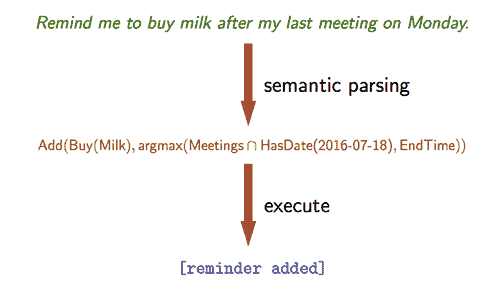 Remind me to buy milk after my last meeting on Monday.
semantic parsing
Add(Buy(Milk), argmax(Meetings ∩ HasDate(2016-07-18), EndTime))
execute
[reminder added]